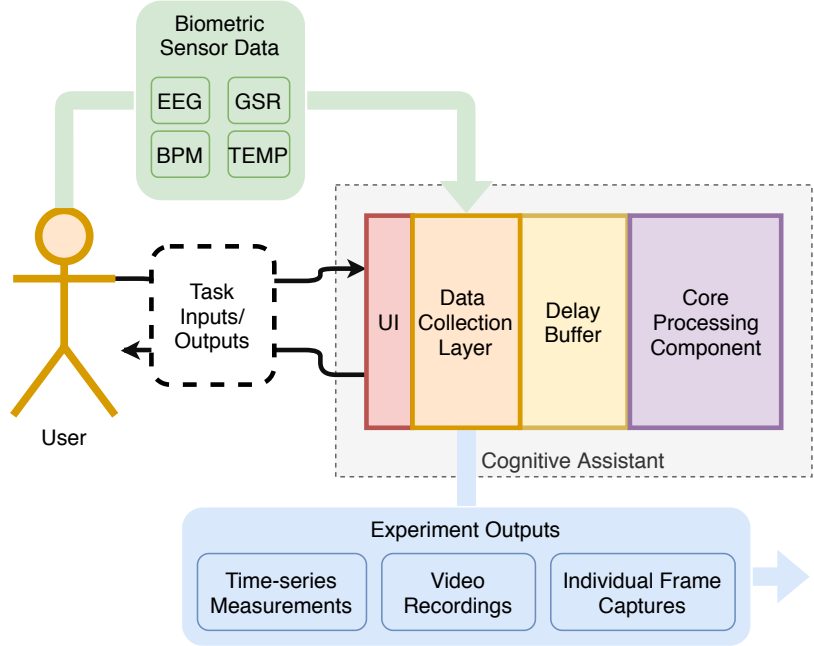 Biometric
Sensor Data
EEG
GSR
BPM
TEMP
Task
Inputs/
Outputs
UI
Data
Collection
Layer
Delay
Buffer
Core
Processing
Component
User
Cognitive Assistant
Experiment Outputs
Time-series
Measurements
Video
Recordings
Individual Frame
Captures